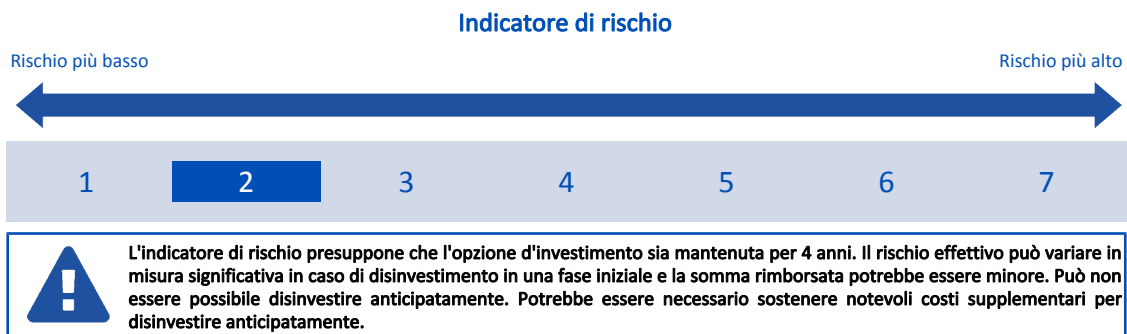 Indicatore di rischio
Rischio più basso
Rischio più alto
1 2 3 4 5 6 7
L'indicatore di rischio presuppone che l'opzione d'investimento sia mantenuta per 4 anni. Il rischio effettivo può variare in
misura significativa in caso di disinvestimento in una fase iniziale e la somma rimborsata potrebbe essere minore. Può non
essere possibile disinvestire anticipatamente. Potrebbe essere necessario sostenere notevoli costi supplementari per
disinvestire anticipatamente.